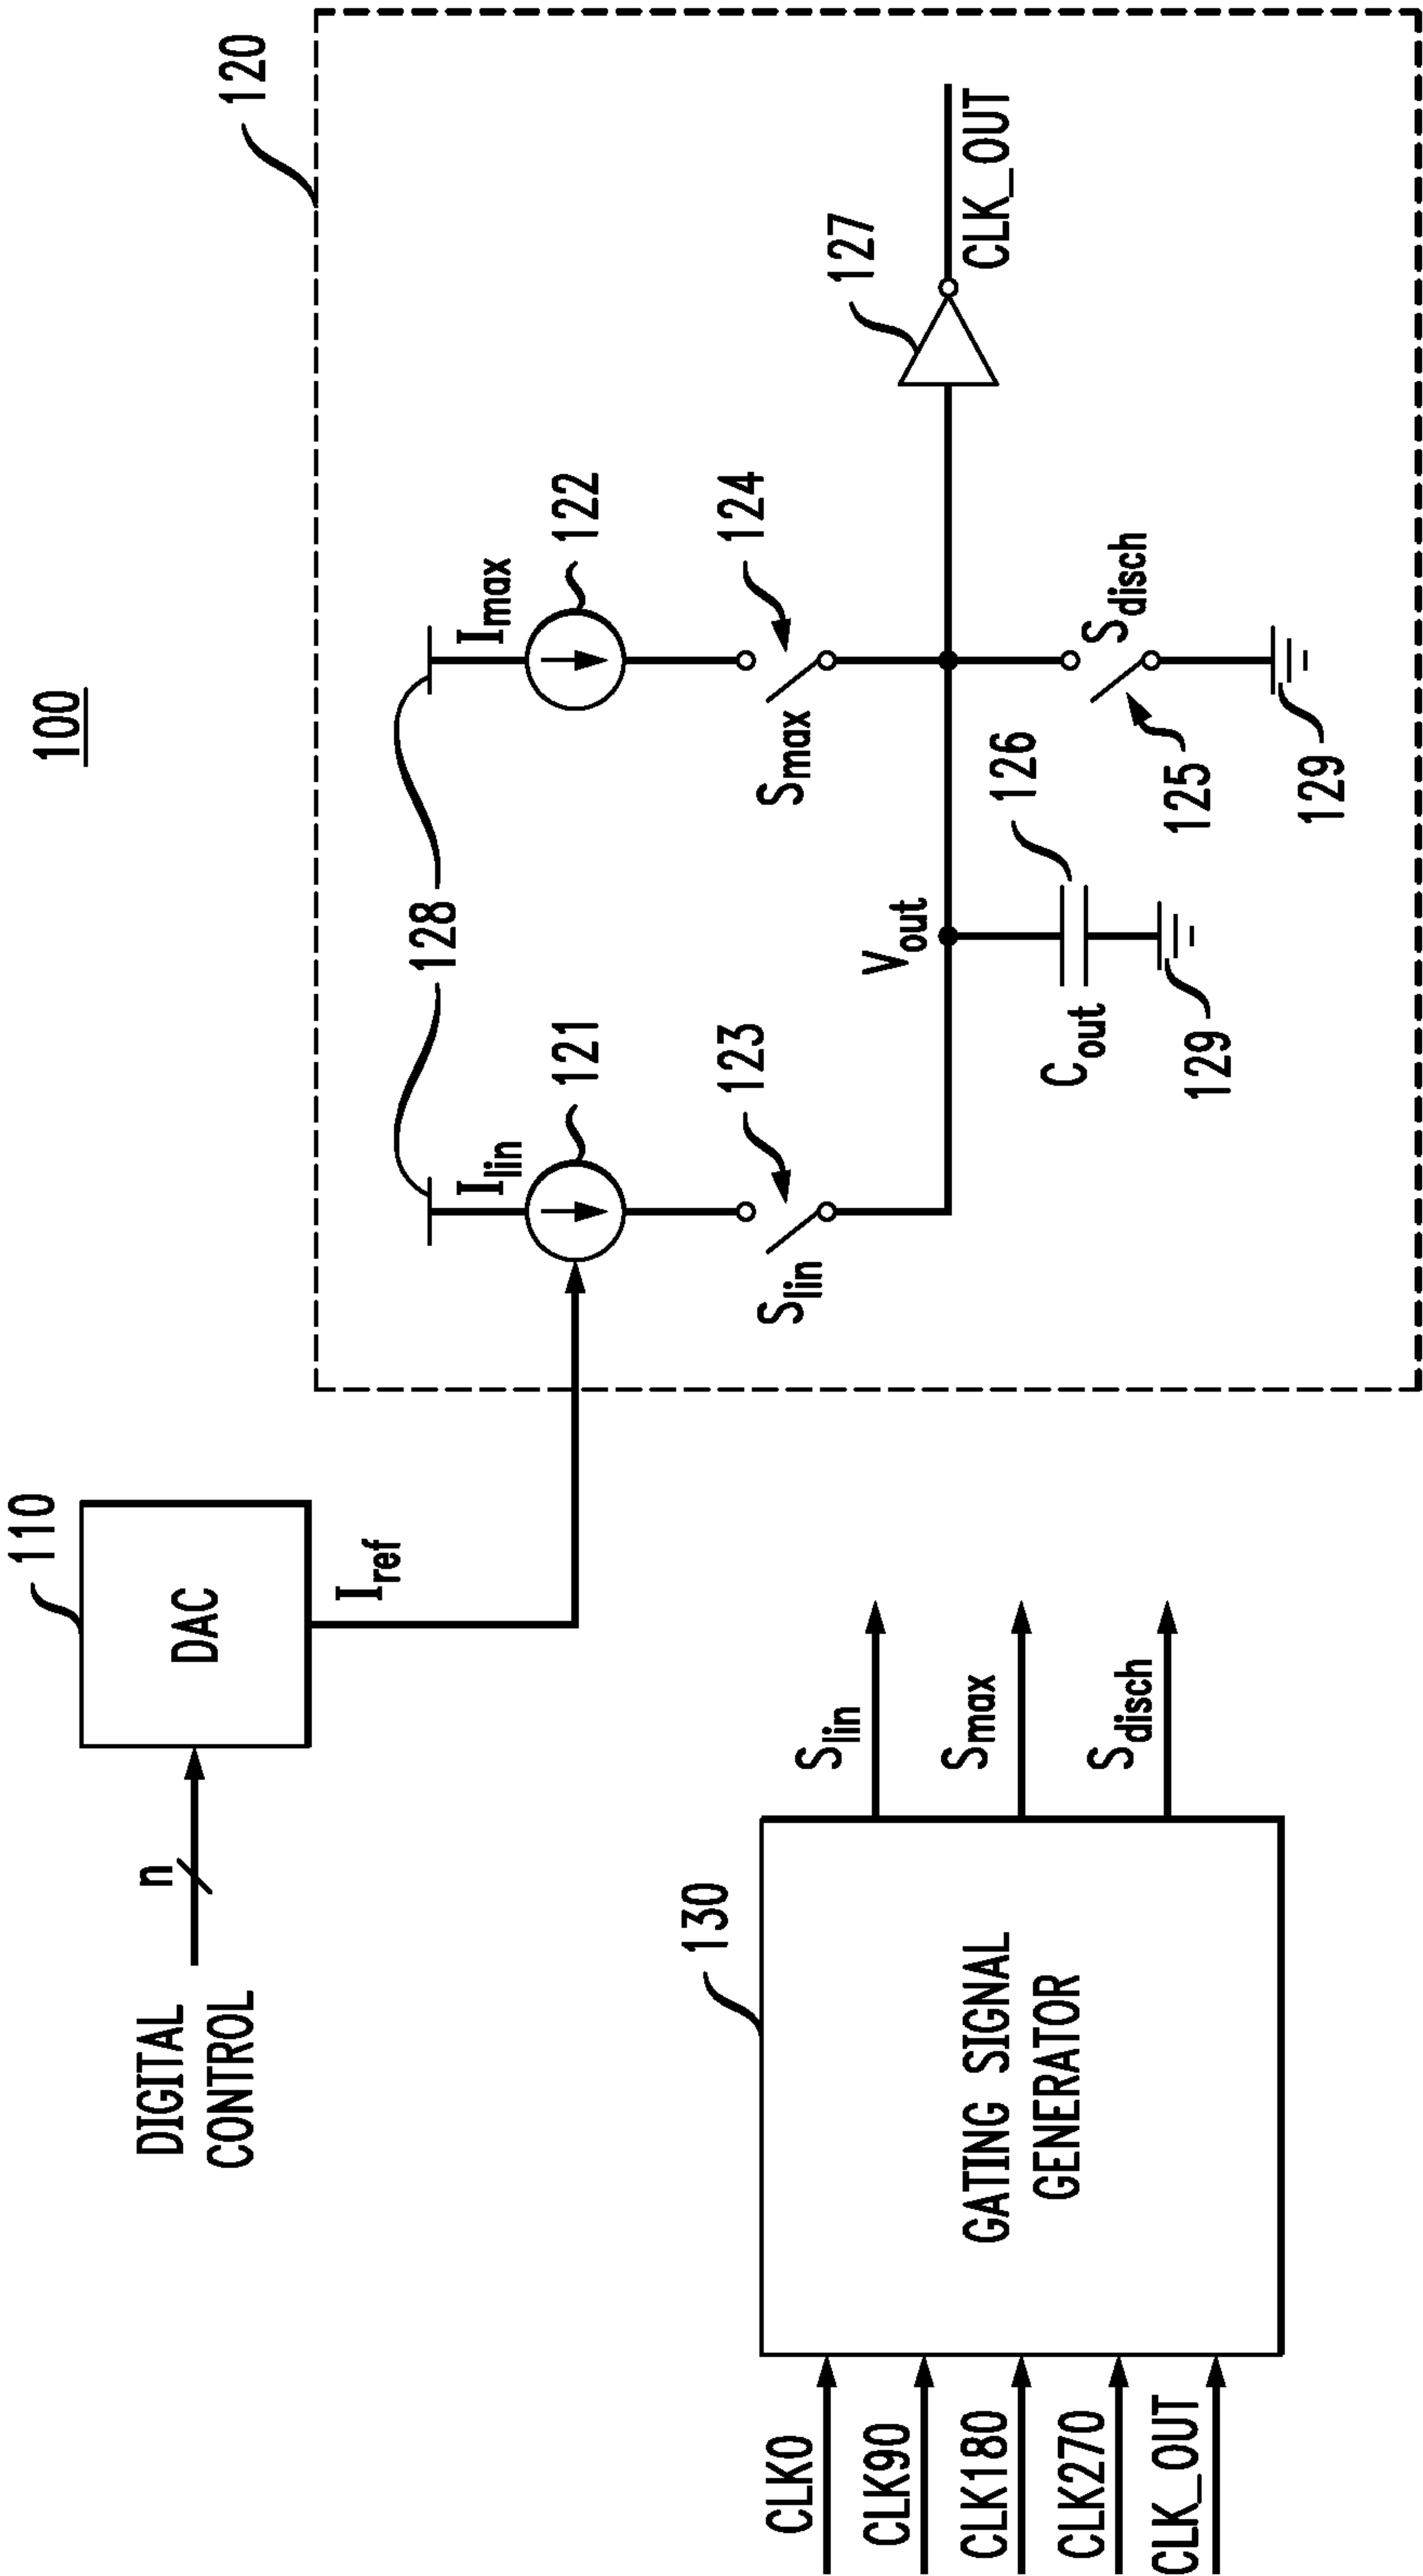 100
110
DAC
DIGITAL
CONTROL
n
Iref
120
128
Ilin
121
Imax
122
123
Slin
124
Smax
Vout
127
CLK_OUT
Cout
126
129
Sdisch
125
129
130
GATING SIGNAL
GENERATOR
CLK0
CLK90
CLK180
CLK270
CLK_OUT
Slin
Smax
Sdisch